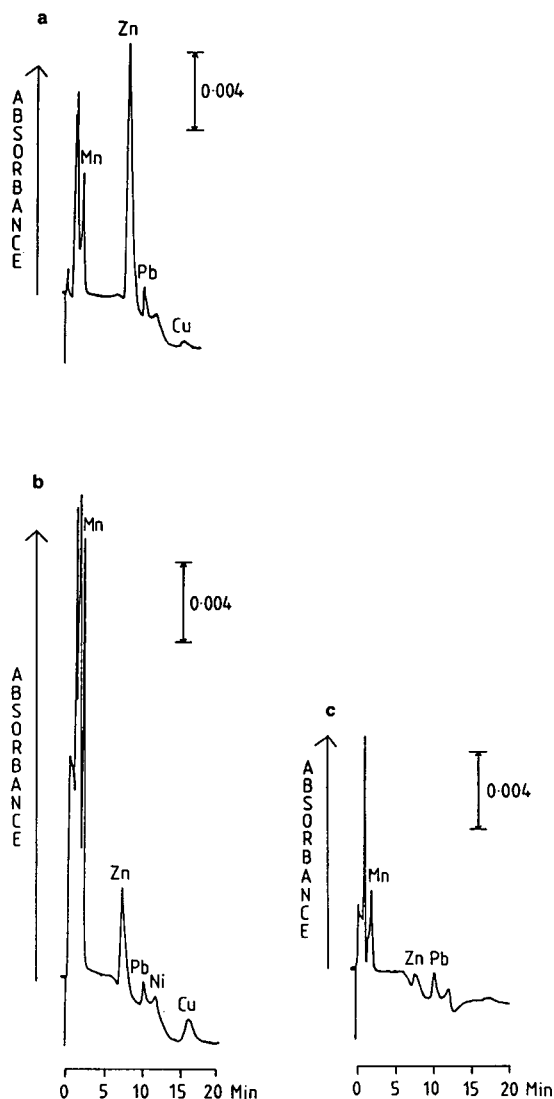 a
Zn
0·004
ABSORBANCE
Mn
Pb
Cu
b
Mn
0·004
ABSORBANCE
Zn
Pb
Ni
Cu
0 5 10 15 20 Min
c
0·004
ABSORBANCE
Mn
Zn Pb
0 5 10 15 20 Min